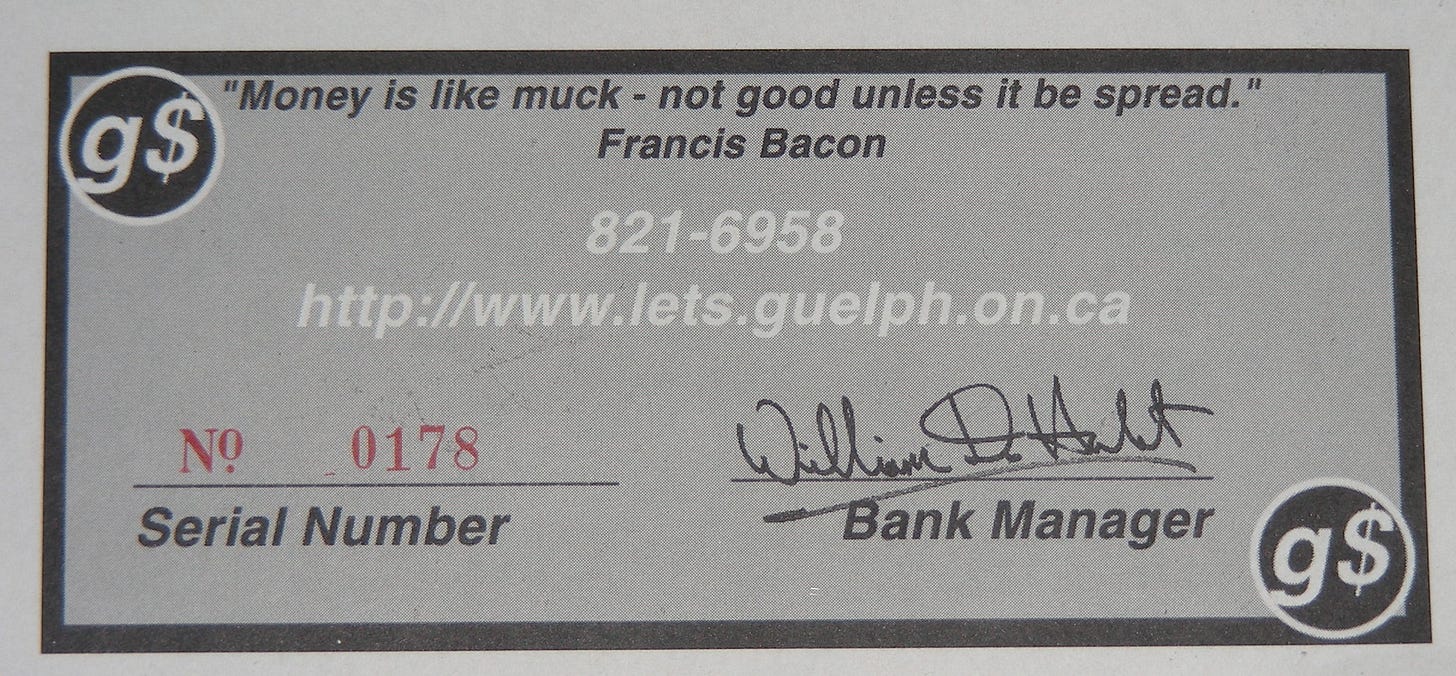 g$
"Money is like muck - not good unless it be spread."
Francis Bacon
821-6958
http://www.lets.guelph.on.ca
Nº 0178
William D.
Serial Number
Bank Manager
g$